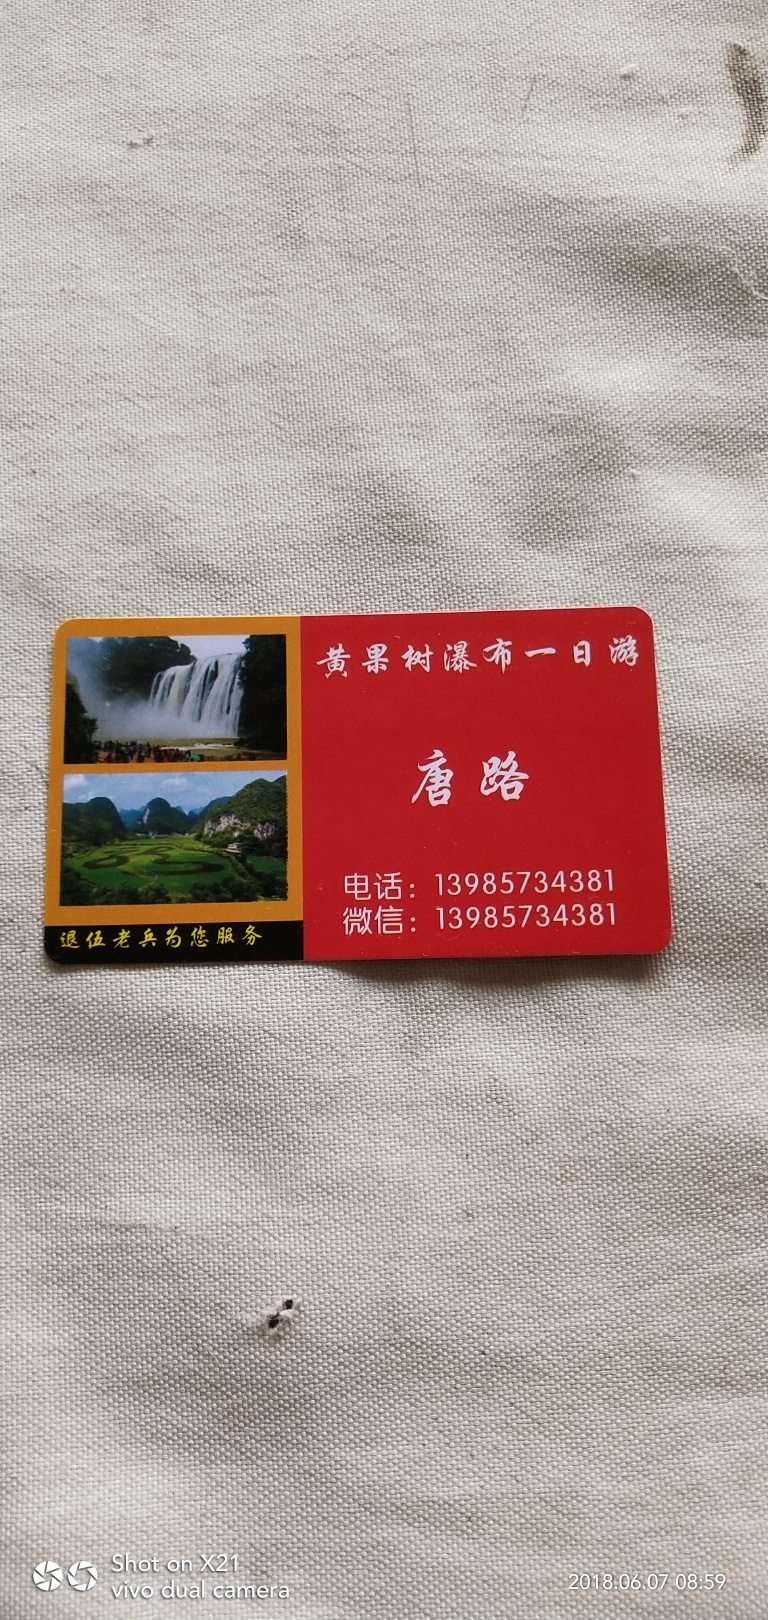 黄果树瀑布一日游
唐路
电话：13985734381
微信：13985734381
退伍老兵为您服务
Shot on X21
vivo dual camera
2018.06.07 08:59